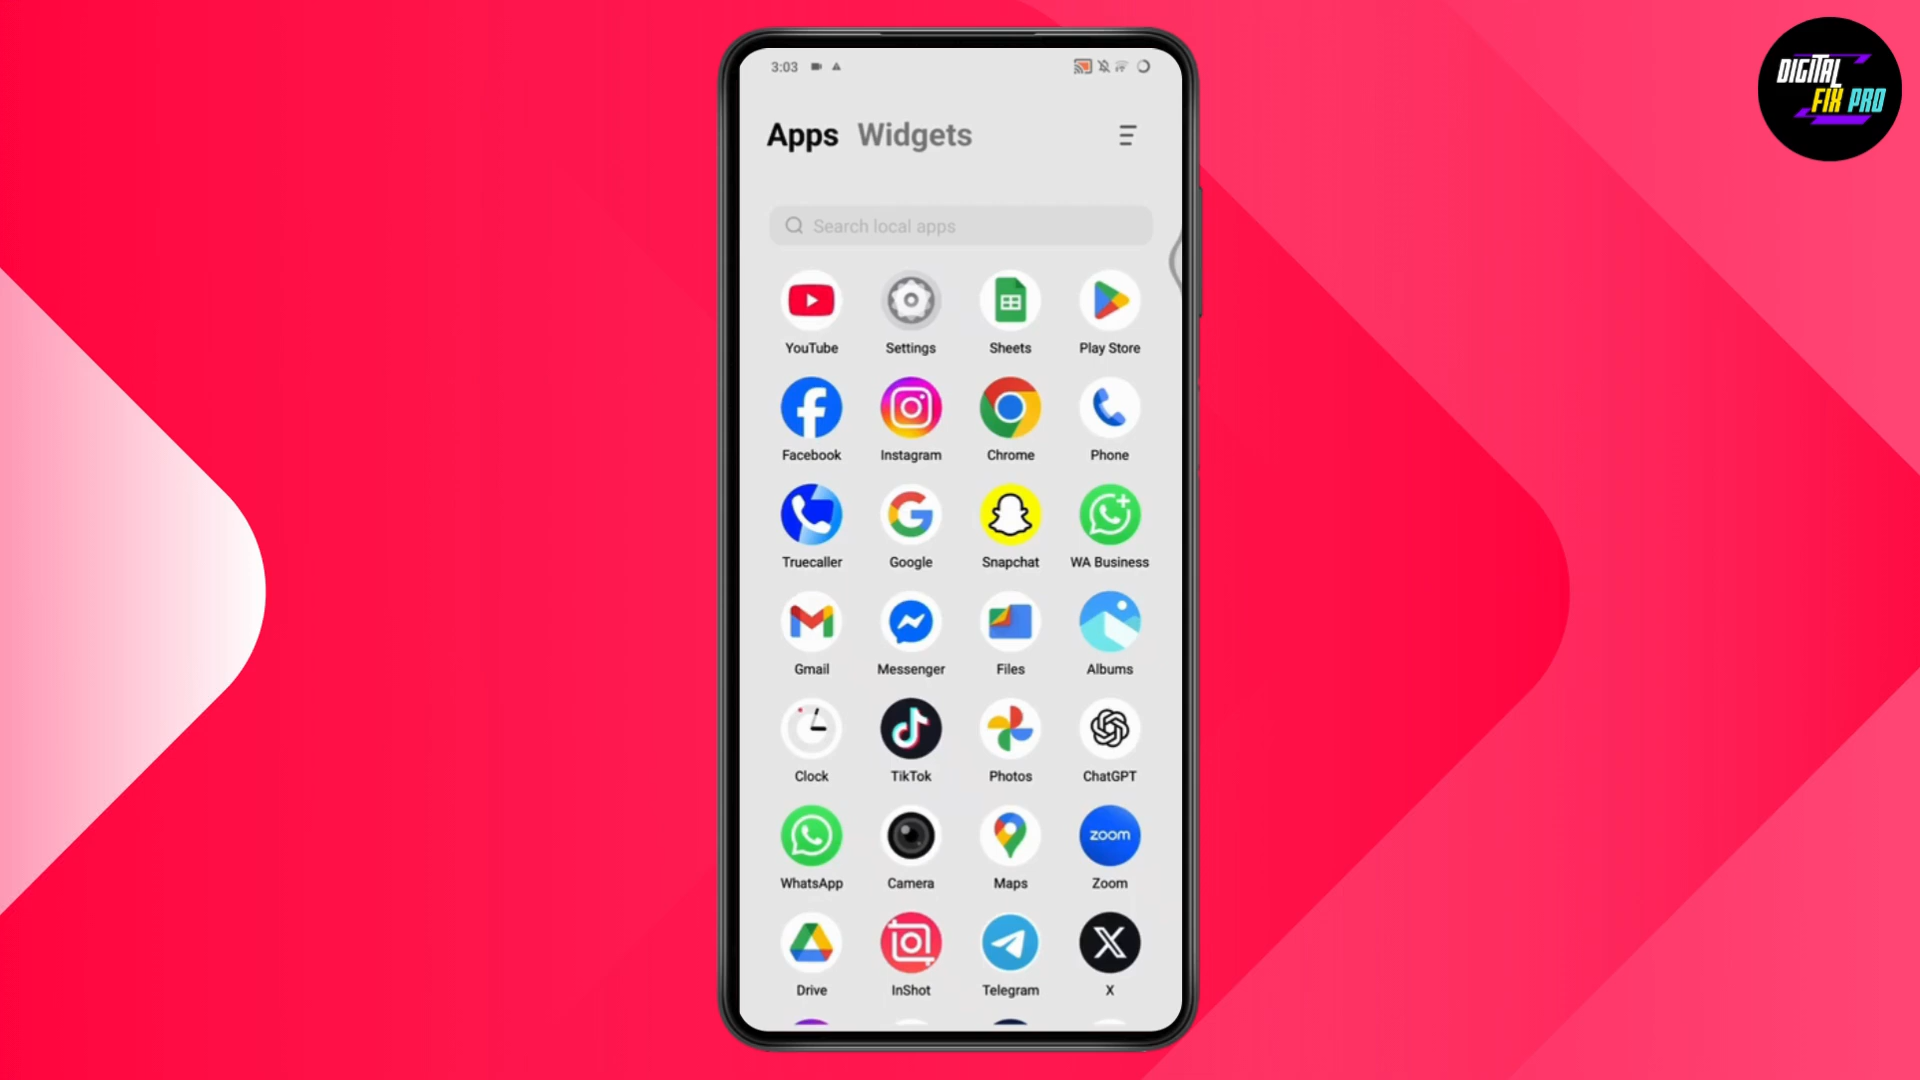 3:03
DIGITAL
FIX PRO
Apps Widgets
Search local apps
YouTube Settings Sheets Play Store
Facebook Instagram Chrome Phone
Truecaller Google Snapchat WA Business
Gmail Messenger Files Albums
Clock TikTok Photos ChatGPT
zoom
WhatsApp Camera Maps Zoom
Drive InShot Telegram X